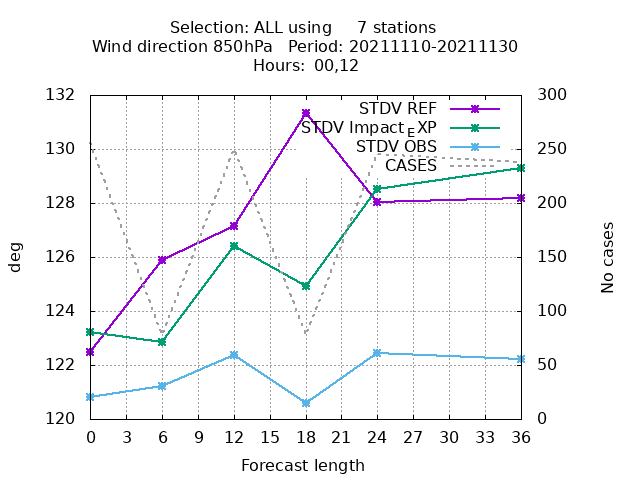 Selection: ALL using     7 stations
Wind direction 850hPa   Period: 20211110-20211130
Hours:  00,12
132
130
128
126
124
122
120
300
250
200
150
100
50
0
STDV REF
STDV Impact_EXP
STDV OBS
CASES
deg
No cases
0 3 6 9 12 15 18 21 24 27 30 33 36
Forecast length